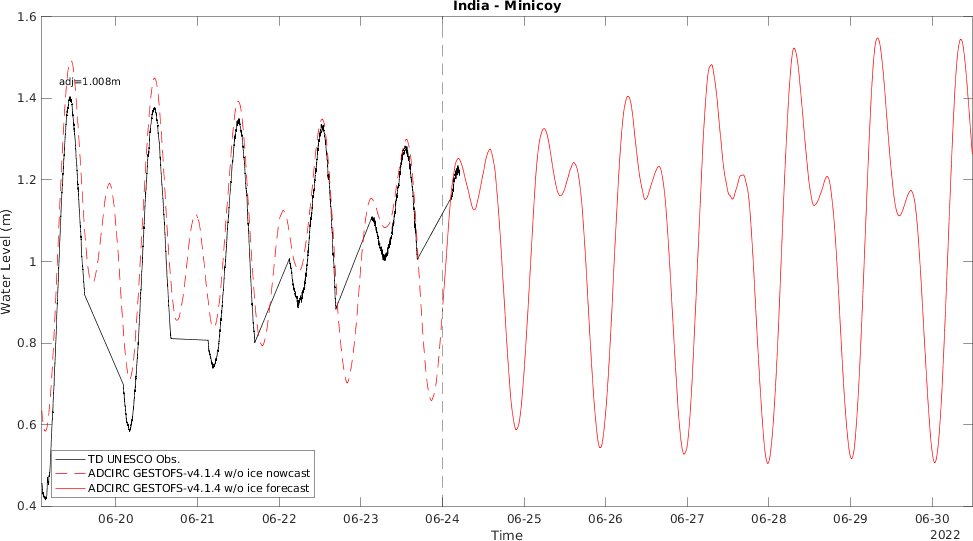 India - Minicoy
1.6
1.4
1.2
1
0.8
0.6
0.4
Water Level (m)
adj=1.008m
TD UNESCO Obs.
ADCIRC GESTOFS-v4.1.4 w/o ice nowcast
ADCIRC GESTOFS-v4.1.4 w/o ice forecast
06-20 06-21 06-22 06-23 06-24 06-25 06-26 06-27 06-28 06-29 06-30
2022
Time